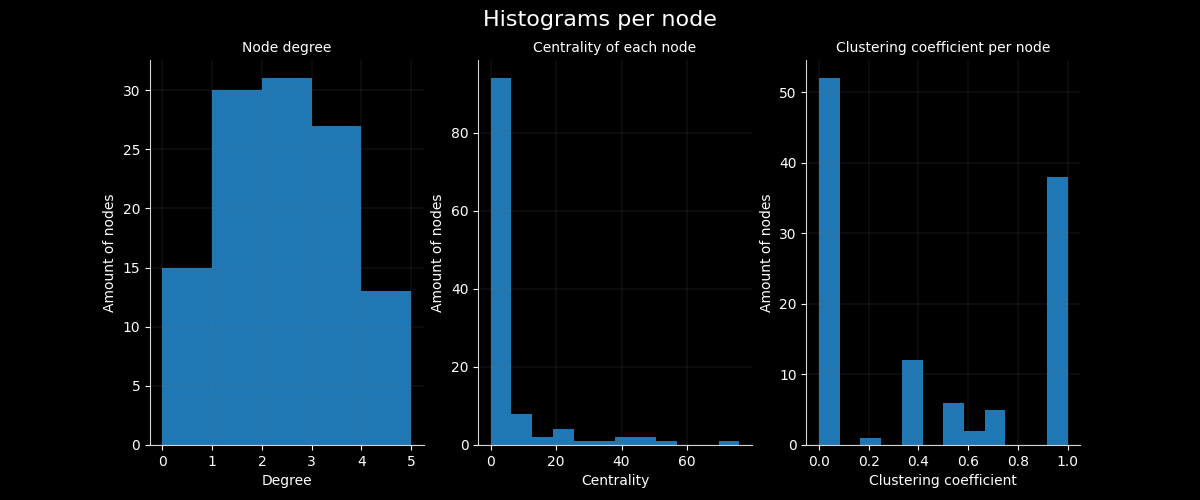 Histograms per node
Node degree
Amount of nodes
30
25
20
15
10
5
0
0 1 2 3 4 5
Degree
Centrality of each node
Amount of nodes
80
60
40
20
0
0 20 40 60
Centrality
Clustering coefficient per node
Amount of nodes
50
40
30
20
10
0
0.0 0.2 0.4 0.6 0.8 1.0
Clustering coefficient